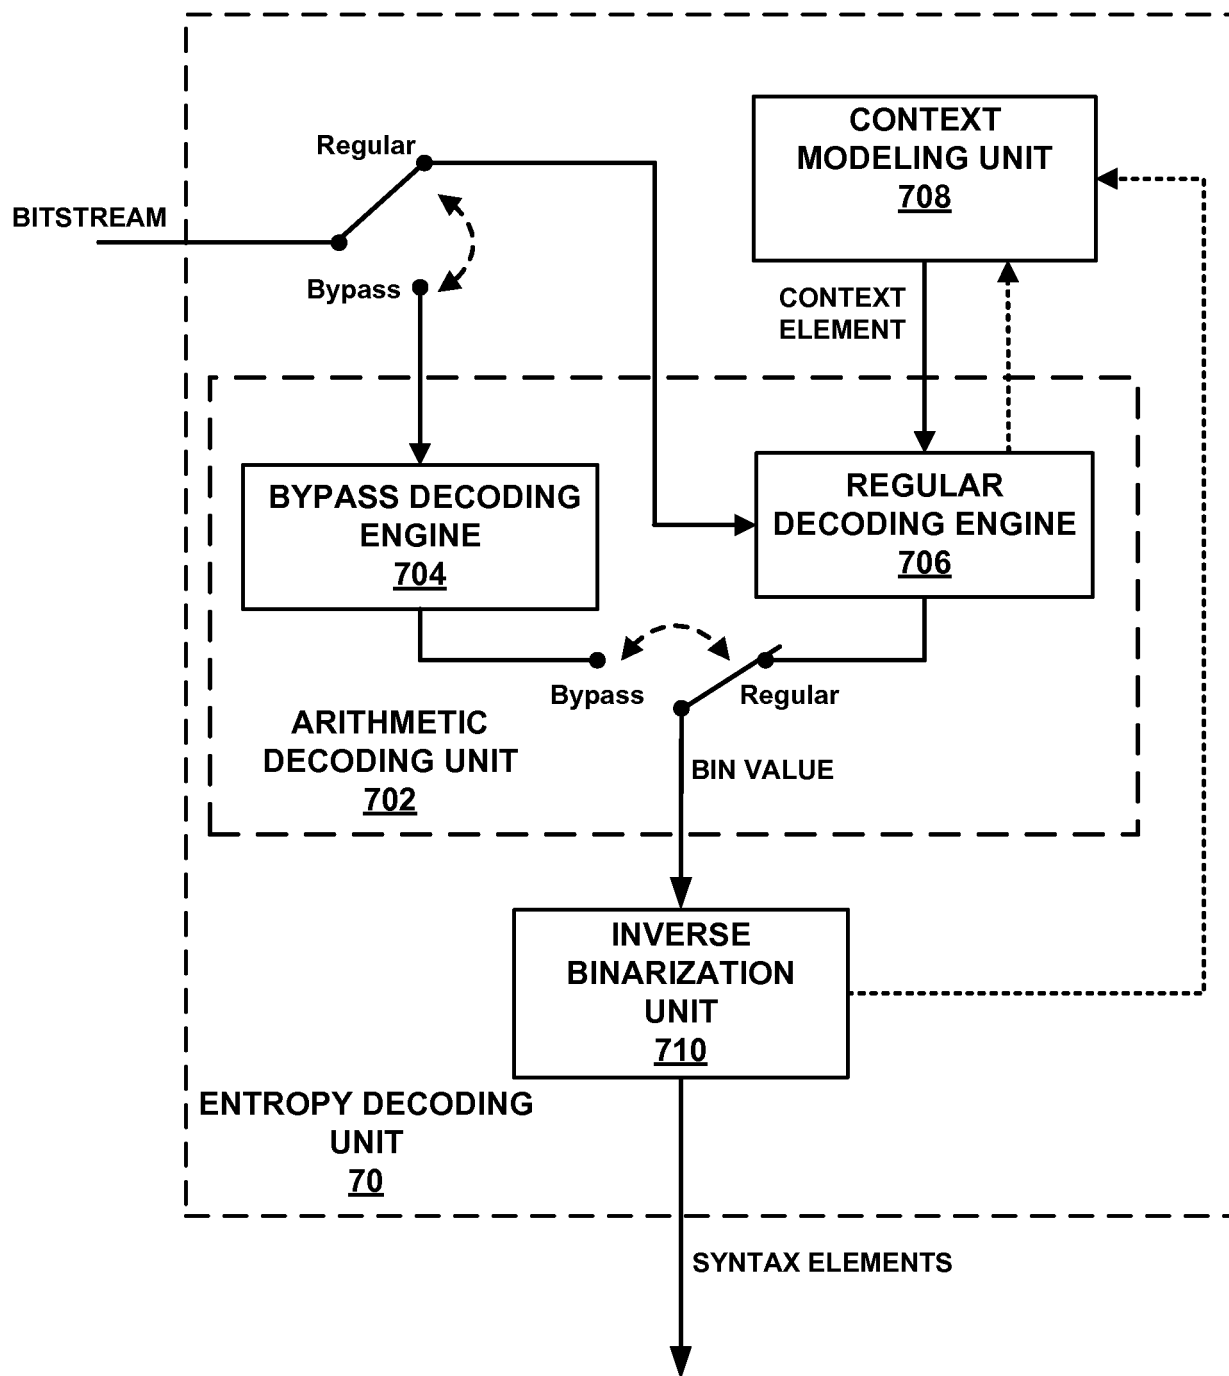 CONTEXT
MODELING UNIT
708
Regular
BITSTREAM
Bypass
CONTEXT
ELEMENT
BYPASS DECODING
ENGINE
704
REGULAR
DECODING ENGINE
706
Bypass
Regular
ARITHMETIC
DECODING UNIT
702
BIN VALUE
INVERSE
BINARIZATION
UNIT
710
ENTROPY DECODING
UNIT
70
SYNTAX ELEMENTS